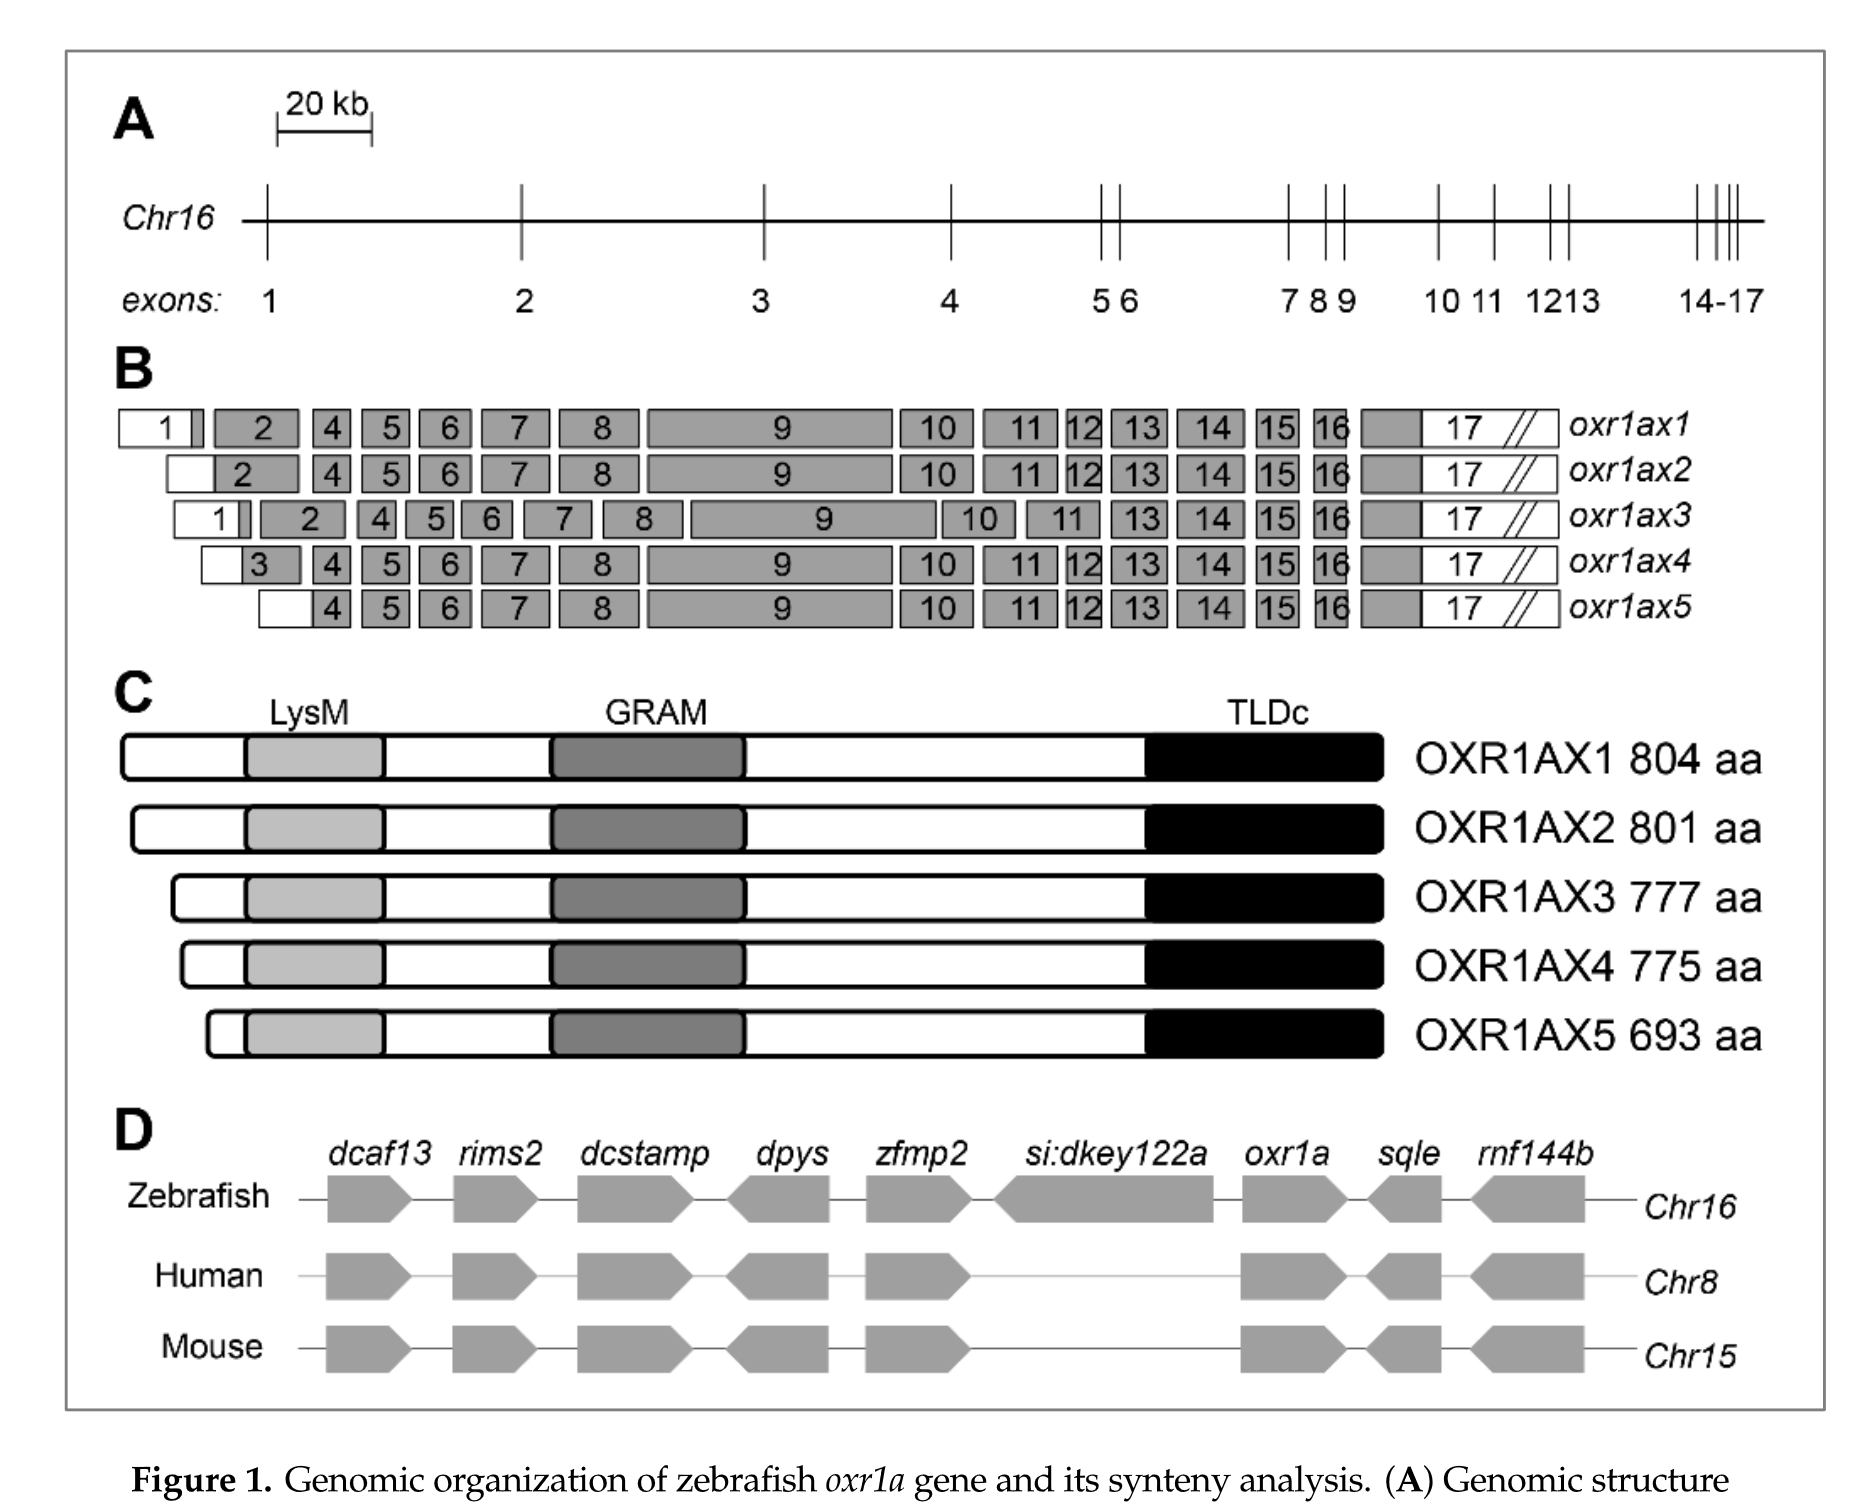 A
20 kb
Chr16
exons: 1 2 3 4 5 6 7 8 9 10 11 12 13 14-17
B
1 2 4 5 6 7 8 9 10 11 12 13 14 15 16 17 oxr1ax1
2 4 5 6 7 8 9 10 11 12 13 14 15 16 17 oxr1ax2
1 2 4 5 6 7 8 9 10 11 13 14 15 16 17 oxr1ax3
3 4 5 6 7 8 9 10 11 12 13 14 15 16 17 oxr1ax4
4 5 6 7 8 9 10 11 12 13 14 15 16 17 oxr1ax5
C
LysM GRAM TLDc
OXR1AX1 804 aa
OXR1AX2 801 aa
OXR1AX3 777 aa
OXR1AX4 775 aa
OXR1AX5 693 aa
D
dcaf13 rims2 dcstamp dpys zfmp2 si:dkey122a oxr1a sqle rnf144b
Zebrafish Chr16
Human Chr8
Mouse Chr15
Figure 1. Genomic organization of zebrafish oxr1a gene and its synteny analysis. (A) Genomic structure